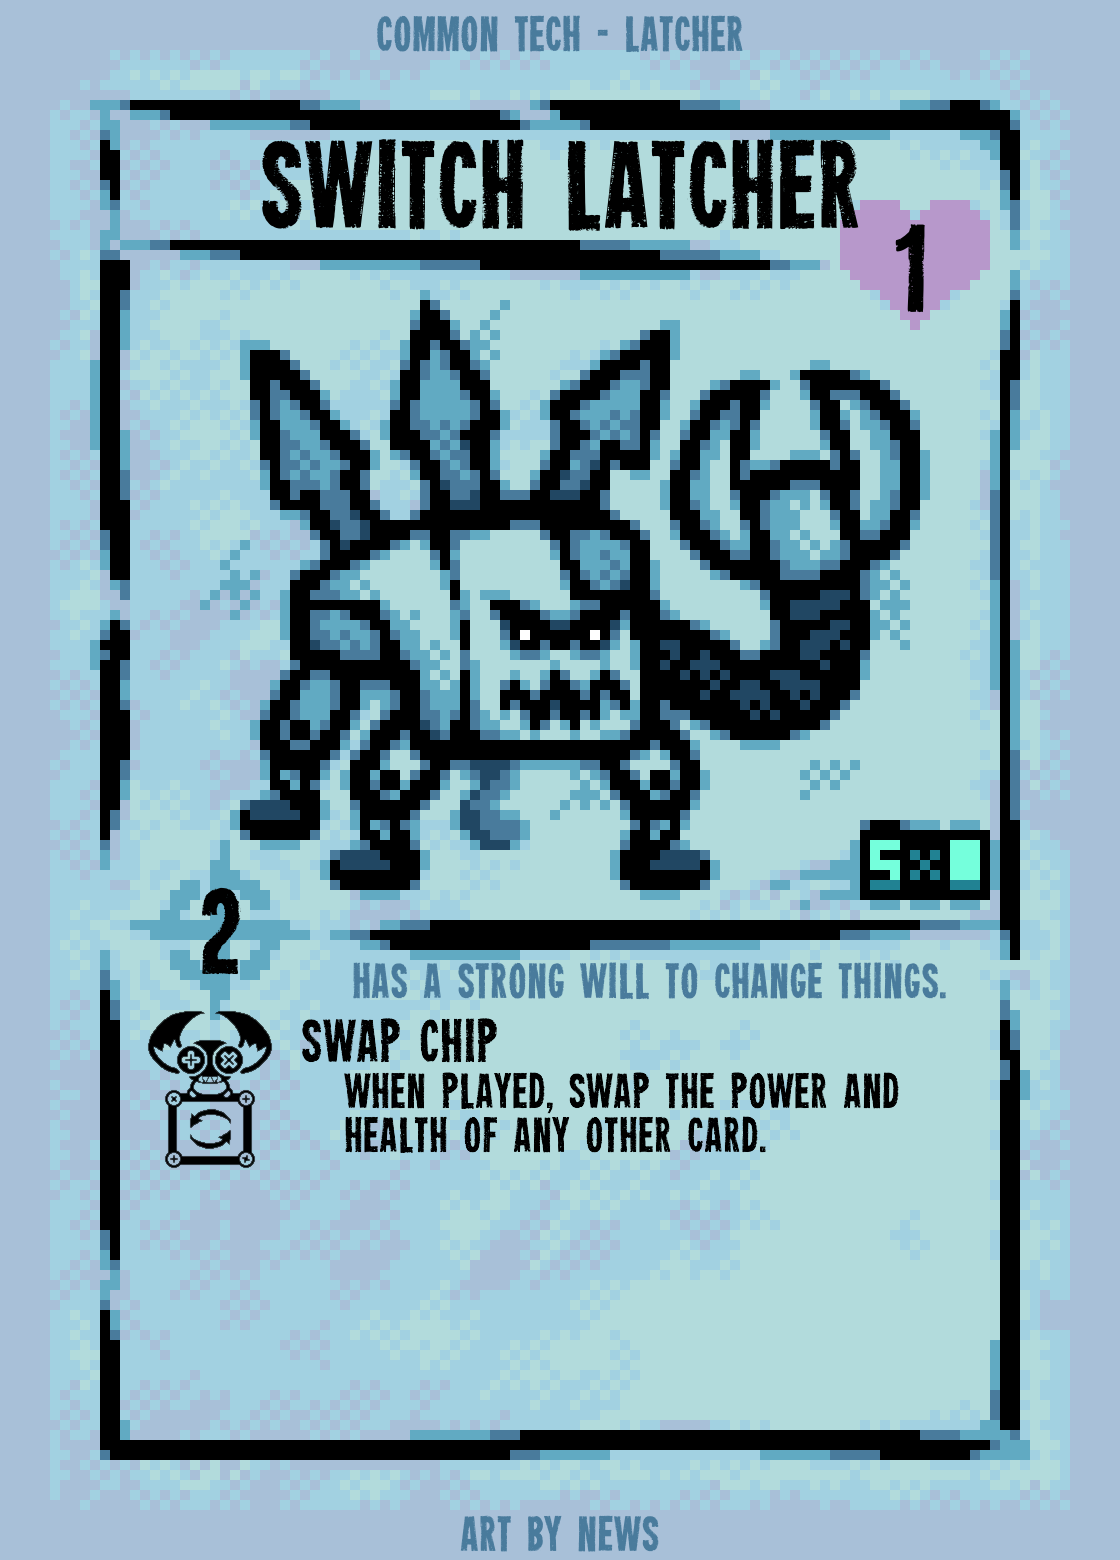 COMMON TECH - LATCHER
SWITCH LATCHER
1
5X
2
HAS A STRONG WILL TO CHANGE THINGS.
SWAP CHIP
WHEN PLAYED, SWAP THE POWER AND
HEALTH OF ANY OTHER CARD.
ART BY NEWS